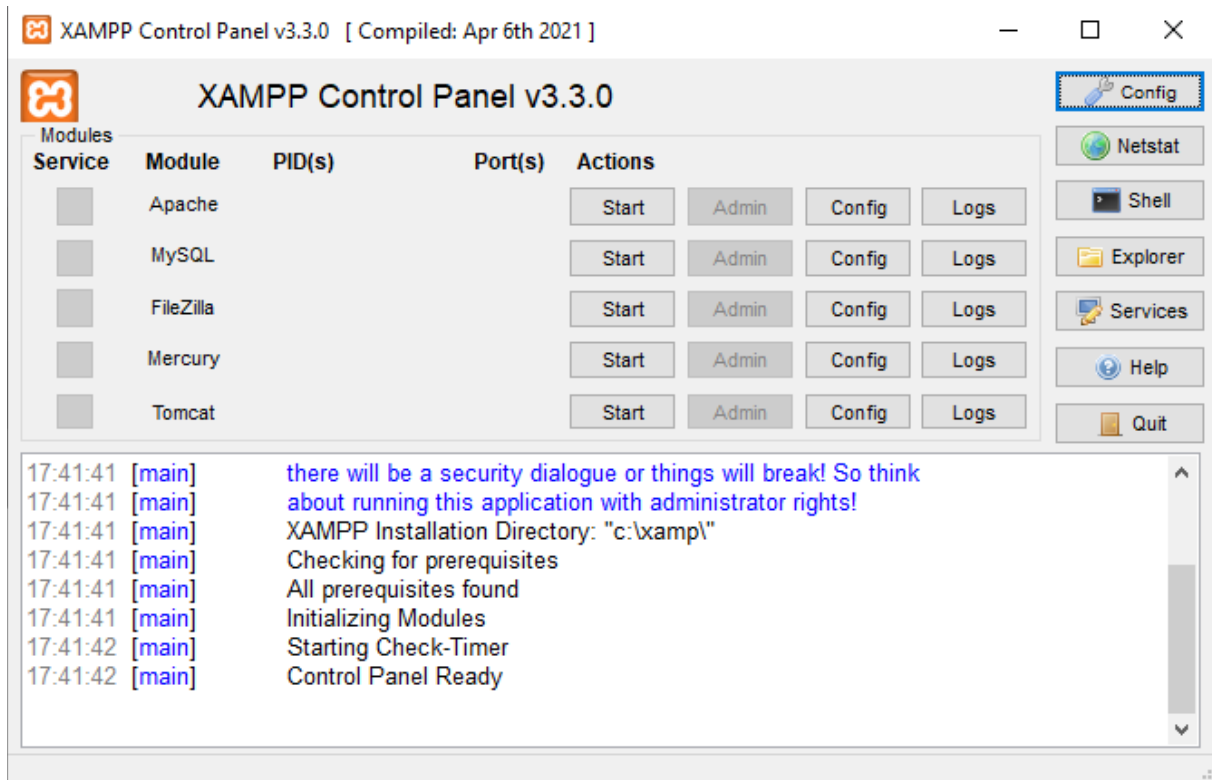 XAMPP Control Panel v3.3.0 [ Compiled: Apr 6th 2021 ]
XAMPP Control Panel v3.3.0
Config
Modules
Service Module PID(s) Port(s) Actions
Netstat
Apache Start Admin Config Logs
Shell
MySQL Start Admin Config Logs
Explorer
FileZilla Start Admin Config Logs
Services
Mercury Start Admin Config Logs
Help
Tomcat Start Admin Config Logs
Quit
17:41:41 [main] there will be a security dialogue or things will break! So think
17:41:41 [main] about running this application with administrator rights!
17:41:41 [main] XAMPP Installation Directory: "c:\xamp\"
17:41:41 [main] Checking for prerequisites
17:41:41 [main] All prerequisites found
17:41:41 [main] Initializing Modules
17:41:42 [main] Starting Check-Timer
17:41:42 [main] Control Panel Ready